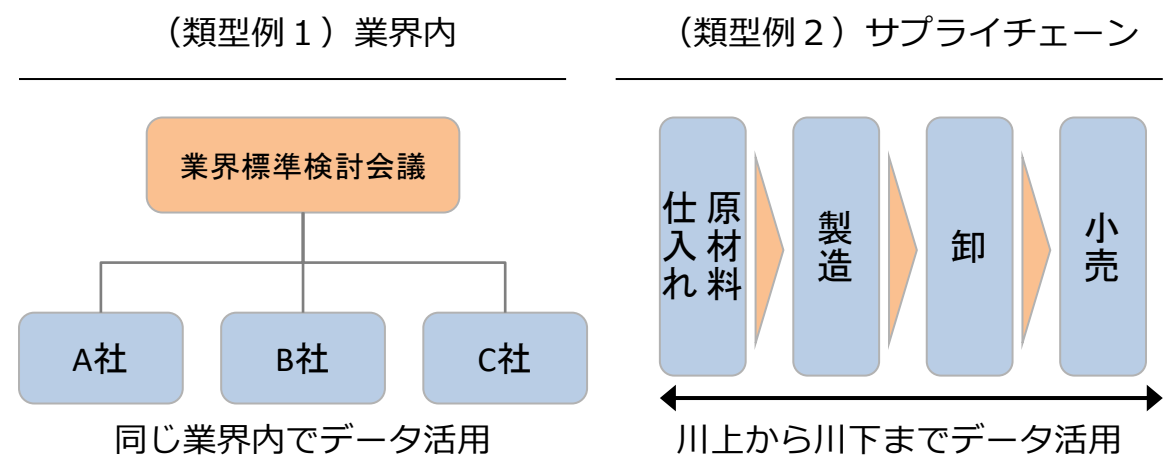 （類型例１）業界内
業界標準検討会議
A社
B社
C社
同じ業界内でデータ活用
（類型例２）サプライチェーン
原材料
仕入れ
製造
卸
小売
川上から川下までデータ活用